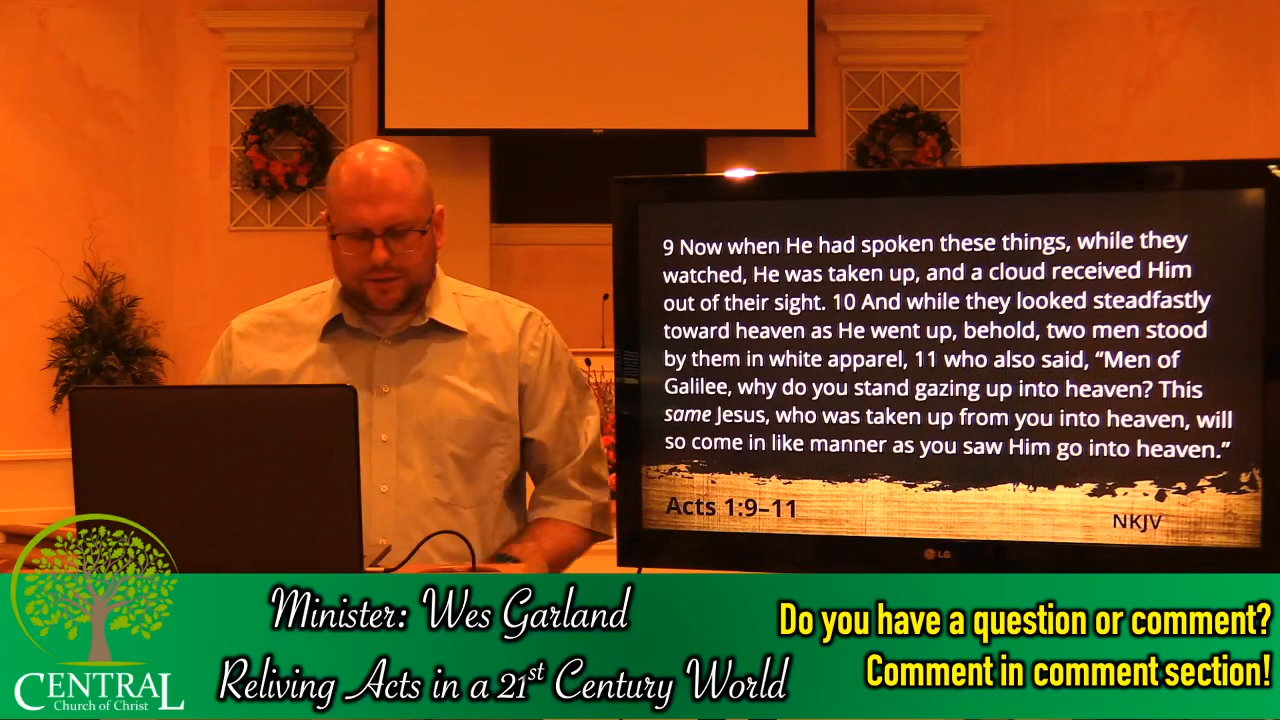 9 Now when He had spoken these things, while they
watched, He was taken up, and a cloud received Him
out of their sight. 10 And while they looked steadfastly
toward heaven as He went up, behold, two men stood
by them in white apparel, 11 who also said, “Men of
Galilee, why do you stand gazing up into heaven? This
same Jesus, who was taken up from you into heaven, will
so come in like manner as you saw Him go into heaven.”
Acts 1:9–11
NKJV
LG
CENTRAL
Church of Christ
Minister: Wes Garland
Reliving Acts in a 21st Century World
Do you have a question or comment?
Comment in comment section!